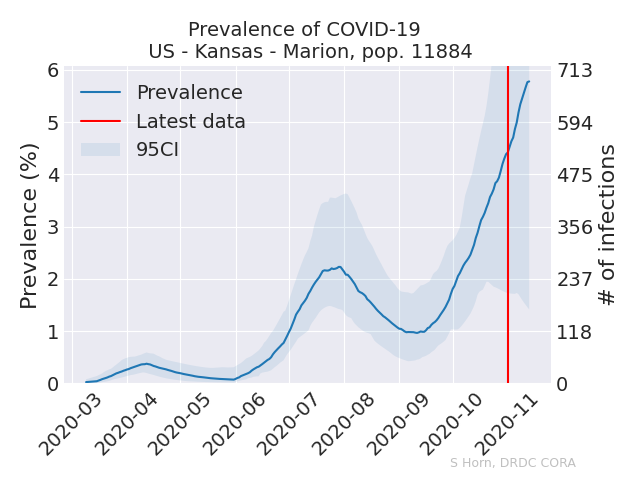 Prevalence of COVID-19
US - Kansas - Marion, pop. 11884
Prevalence
Latest data
95CI
Prevalence (%)
6
5
4
3
2
1
0
713
594
475
356
237
118
0
# of infections
2020-03
2020-04
2020-05
2020-06
2020-07
2020-08
2020-09
2020-10
2020-11
S Horn, DRDC CORA